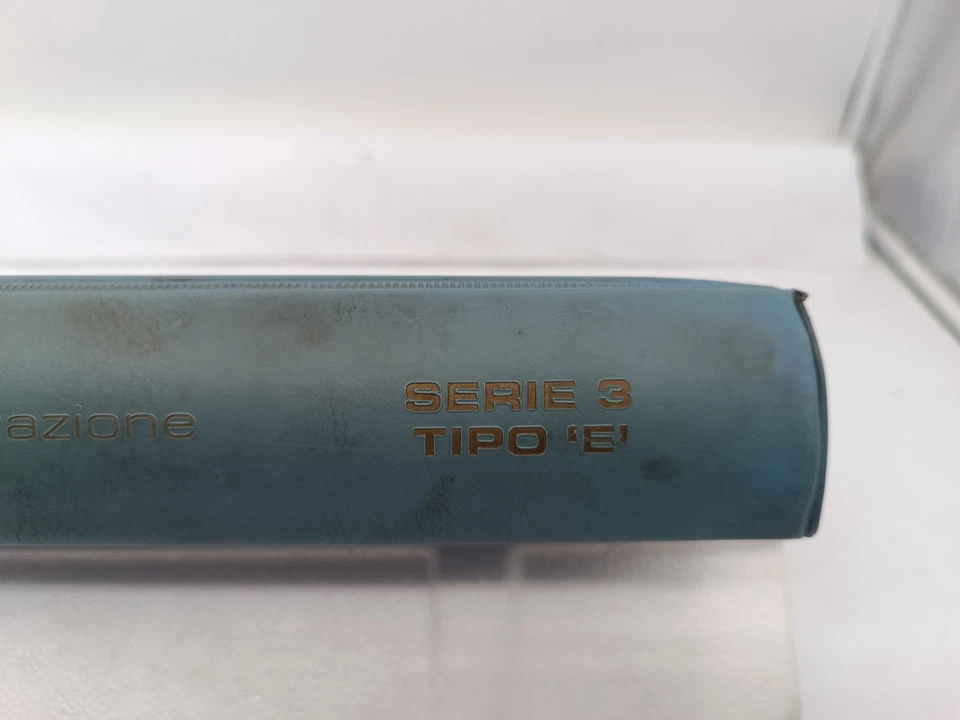 azione
SERIE 3
TIPO 'E'